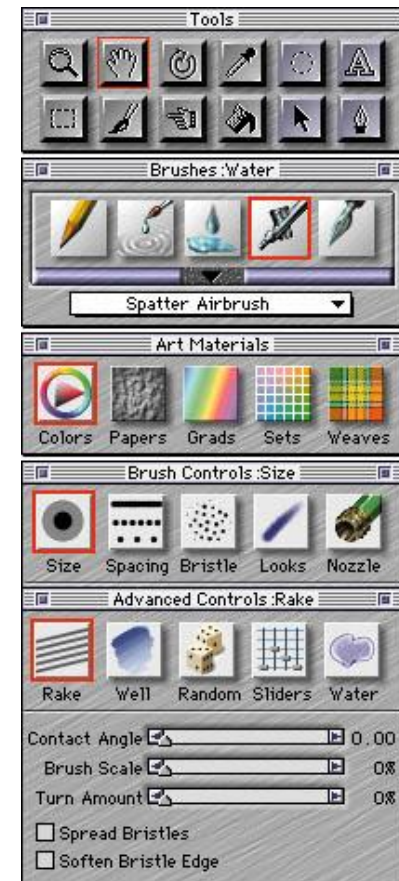 Tools
A
Brushes:Water
Spatter Airbrush
Art Materials
Colors Papers Grads Sets Weaves
Brush Controls:Size
Size Spacing Bristle Looks Nozzle
Advanced Controls:Rake
Rake Well Random Sliders Water
Contact Angle 0.00
Brush Scale 0%
Turn Amount 0%
Spread Bristles
Soften Bristle Edge